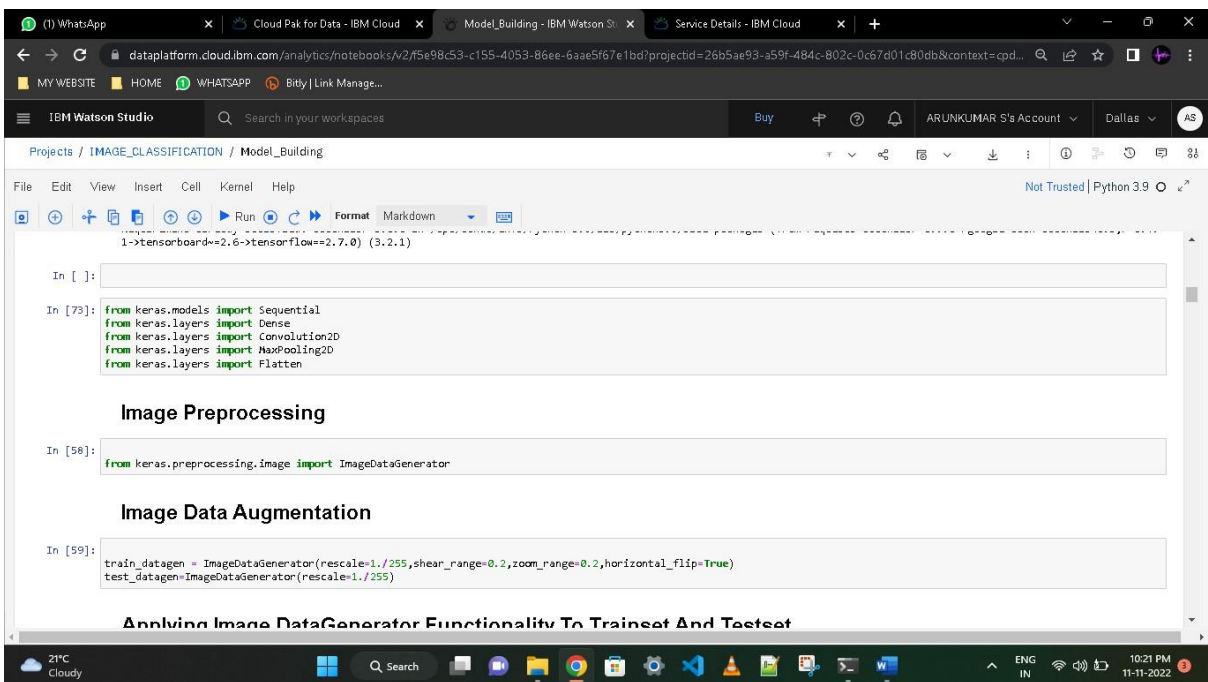 (1) WhatsApp
Cloud Pak for Data - IBM Cloud
Model_Building - IBM Watson St
Service Details - IBM Cloud
dataplatform.cloud.ibm.com/analytics/notebooks/v2/f5e98c53-c155-4053-86ee-6aae5f67e1bd?projectid=26b5ae93-a59f-484c-802c-0c67d01c80db&context=cpd...
MY WEBSITE HOME WHATSAPP Bitly | Link Manage...
IBM Watson Studio Search in your workspaces Buy ARUNKUMAR S's Account Dallas AS
Projects / IMAGE_CLASSIFICATION / Model_Building
File Edit View Insert Cell Kernel Help Not Trusted | Python 3.9
Run Format Markdown
1->tensorboard~=2.6->tensorflow==2.7.0) (3.2.1)
In [ ]:
In [73]: from keras.models import Sequential
from keras.layers import Dense
from keras.layers import Convolution2D
from keras.layers import MaxPooling2D
from keras.layers import Flatten
Image Preprocessing
In [58]:
from keras.preprocessing.image import ImageDataGenerator
Image Data Augmentation
In [59]:
train_datagen = ImageDataGenerator(rescale=1./255,shear_range=0.2,zoom_range=0.2,horizontal_flip=True)
test_datagen=ImageDataGenerator(rescale=1./255)
Applying Image DataGenerator Functionality To Trainset And Testset
21°C
Cloudy
Search
ENG
IN
10:21 PM
11-11-2022
3